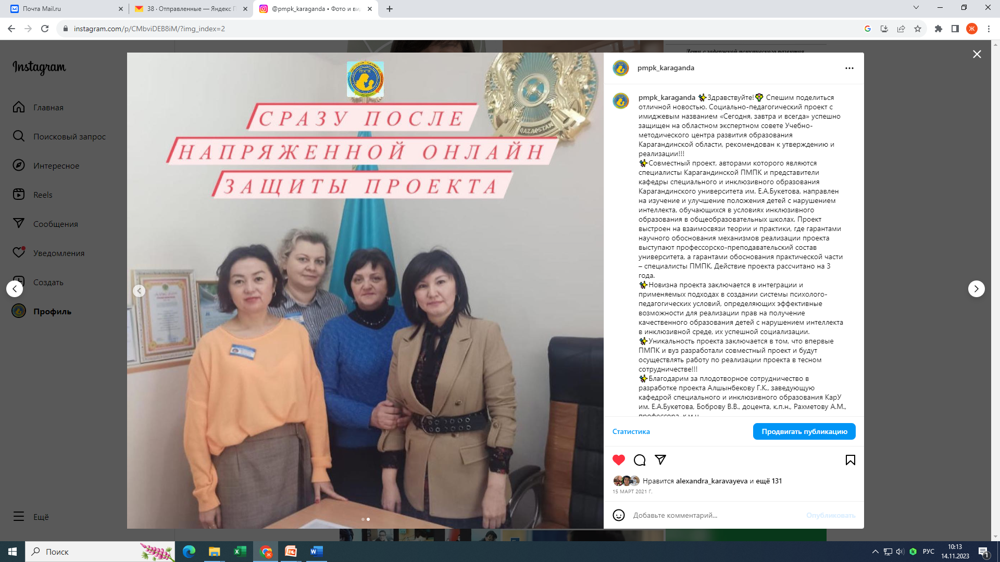 Почта Mail.ru
38 · Отправленные — Яндекс П
@pmpk_karaganda • Фото и ви
instagram.com/p/CMbviDEB8iM/?img_index=2
Ж
Дети с задержкой психического развития
Instagram
Главная
Поисковый запрос
Интересное
Reels
Сообщения
Уведомления
Создать
Профиль
Ещё
ПМПК
QAZAQSTAN
СРАЗУ ПОСЛЕ
НАПРЯЖЕННОЙ ОНЛАЙН
ЗАЩИТЫ ПРОЕКТА
pmpk_karaganda
pmpk_karaganda ✨Здравствуйте!💐 Спешим поделиться
отличной новостью. Социально-педагогический проект с
имиджевым названием «Сегодня, завтра и всегда» успешно
защищен на областном экспертном совете Учебно-
методического центра развития образования
Карагандинской области, рекомендован к утверждению и
реализации!!!
✨Совместный проект, авторами которого являются
специалисты Карагандинской ПМПК и представители
кафедры специального и инклюзивного образования
Карагандинского университета им. Е.А.Букетова, направлен
на изучение и улучшение положения детей с нарушением
интеллекта, обучающихся в условиях инклюзивного
образования в общеобразовательных школах. Проект
выстроен на взаимосвязи теории и практики, где гарантами
научного обоснования механизмов реализации проекта
выступают профессорско-преподавательский состав
университета, а гарантами обоснования практической части
– специалисты ПМПК. Действие проекта рассчитано на 3
года.
✨Новизна проекта заключается в интеграции и
применяемых подходах в создании системы психолого-
педагогических условий, определяющих эффективные
возможности для реализации прав на получение
качественного образования детей с нарушением интеллекта
в инклюзивной среде, их успешной социализации.
✨Уникальность проекта заключается в том, что впервые
ПМПК и вуз разработали совместный проект и будут
осуществлять работу по реализации проекта в тесном
сотрудничестве!!!
✨Благодарим за плодотворное сотрудничество в
разработке проекта Алшынбекову Г.К., заведующую
кафедрой специального и инклюзивного образования КарУ
им. Е.А.Букетова, Боброву В.В., доцента, к.п.н., Рахметову А.М.,
профессора, к.м.н.
Статистика
Продвигать публикацию
Нравится alexandra_karavayeva и ещё 131
15 МАРТ 2021 Г.
Добавьте комментарий...
Опубликовать
Поиск
РУС
10:13
14.11.2023
1